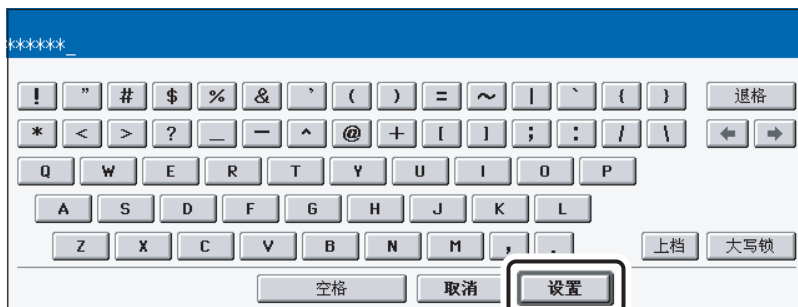 ******_
! " # $ % & ' ( ) = ~ | ` { } 退格
* < > ? _ - ^ @ + [ ] ; : / \ ← →
Q W E R T Y U I O P
A S D F G H J K L
Z X C V B N M , . 上档 大写锁
空格 取消 设置